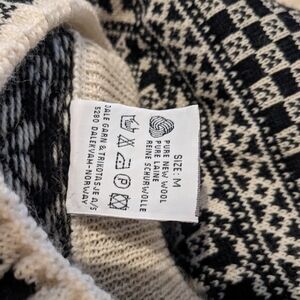 SIZE: M
PURE NEW WOOL
PURE LAINE
REINE SCHURWOLLE
DALE GARN & TRIKOTASJE A/S
5280 DALEKVAM-NORWAY